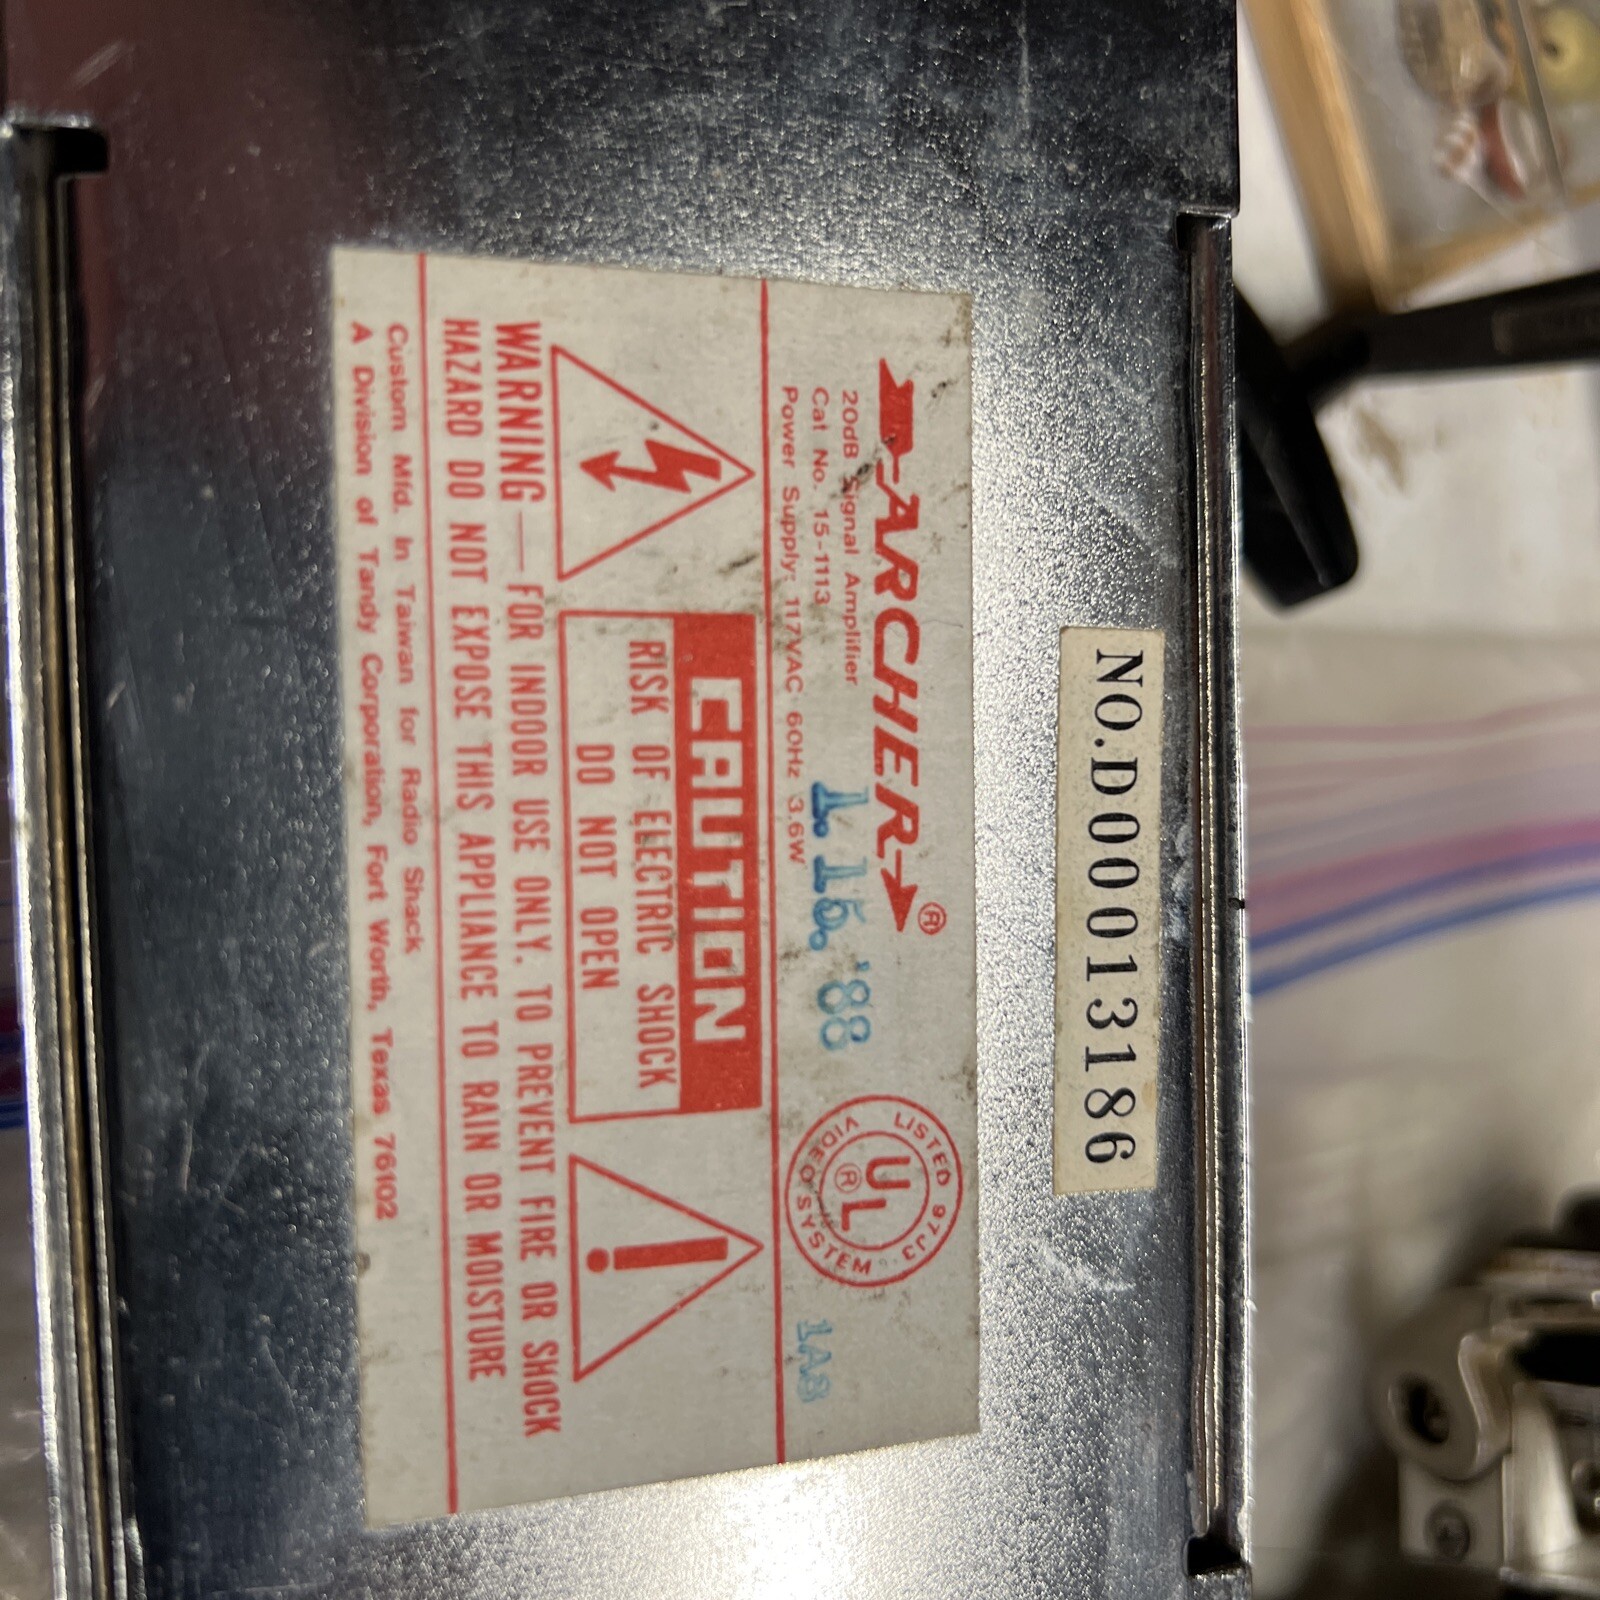 NO.D00013186
ARCHER®
20dB Signal Amplifier
Cat No. 15-1113
Power Supply: 117VAC 60Hz 3.6W
1. 15. '88
LISTED 97J3
UL
®
VIDEO SYSTEM
1A8
CAUTION
RISK OF ELECTRIC SHOCK
DO NOT OPEN
WARNING — FOR INDOOR USE ONLY. TO PREVENT FIRE OR SHOCK
HAZARD DO NOT EXPOSE THIS APPLIANCE TO RAIN OR MOISTURE
Custom Mfd. In Taiwan for Radio Shack
A Division of Tandy Corporation, Fort Worth, Texas 76102